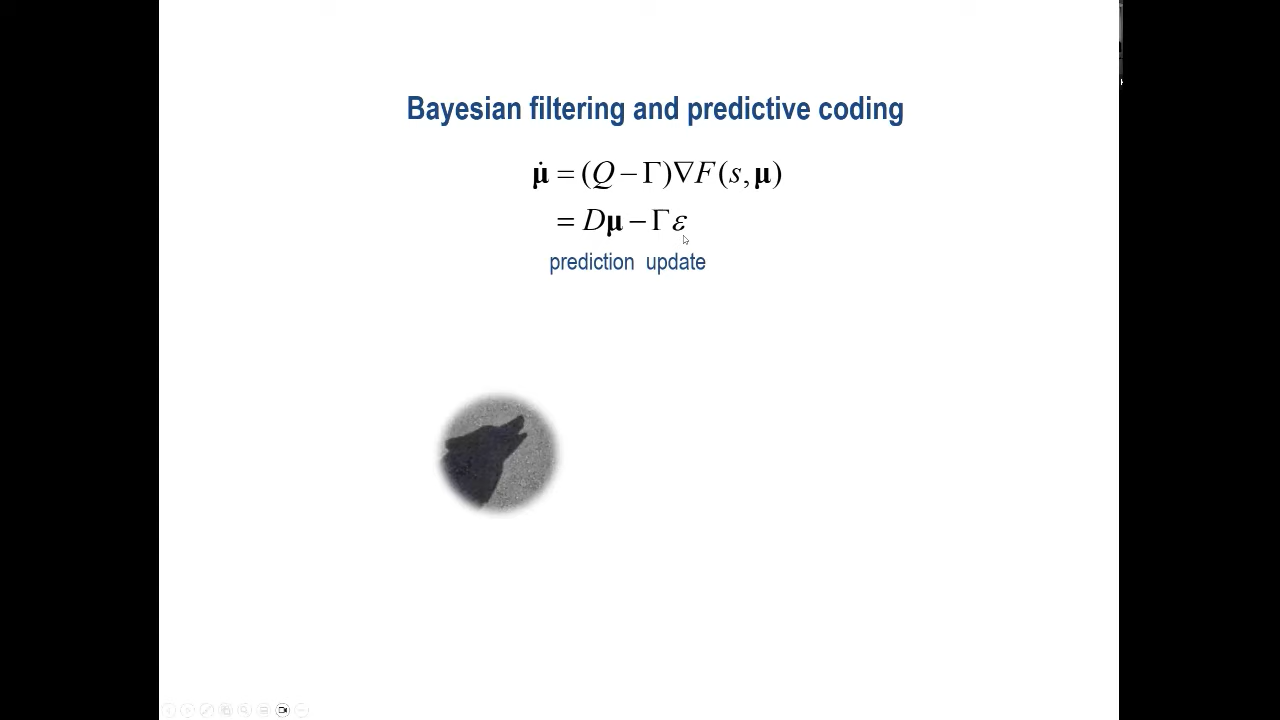 Bayesian filtering and predictive coding
μ̇ = (Q − Γ)∇F(s, μ)
= Dμ − Γε
prediction update